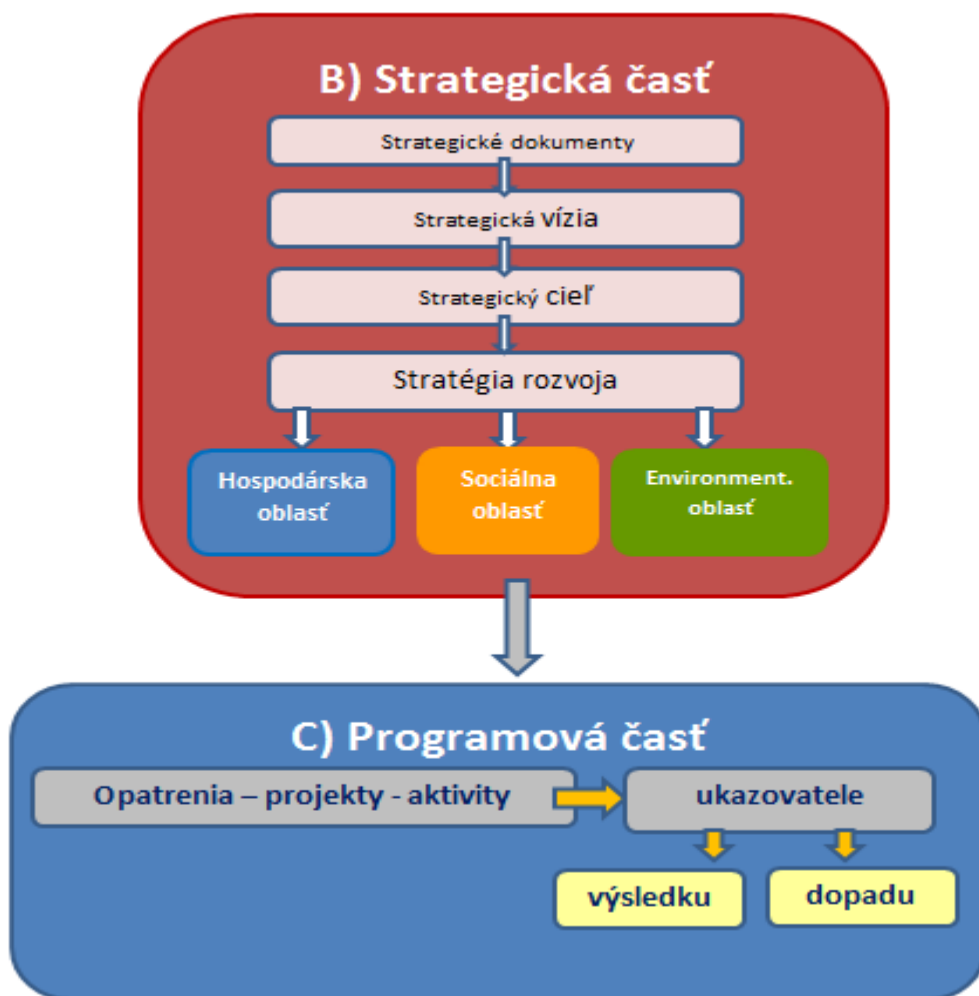 B) Strategická časť
Strategické dokumenty
Strategická vízia
Strategický cieľ
Stratégia rozvoja
Hospodárska
oblasť
Sociálna
oblasť
Environment.
oblasť
C) Programová časť
Opatrenia – projekty - aktivity
ukazovatele
výsledku
dopadu